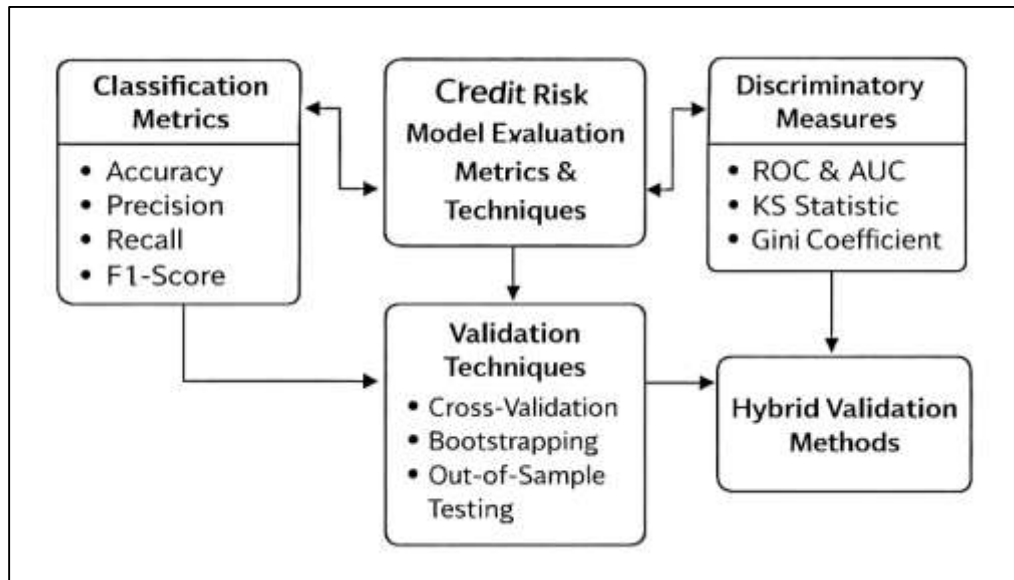 Classification
Metrics
• Accuracy
• Precision
• Recall
• F1-Score
Credit Risk
Model Evaluation
Metrics &
Techniques
Discriminatory
Measures
• ROC & AUC
• KS Statistic
• Gini Coefficient
Validation
Techniques
• Cross-Validation
• Bootstrapping
• Out-of-Sample
Testing
Hybrid Validation
Methods